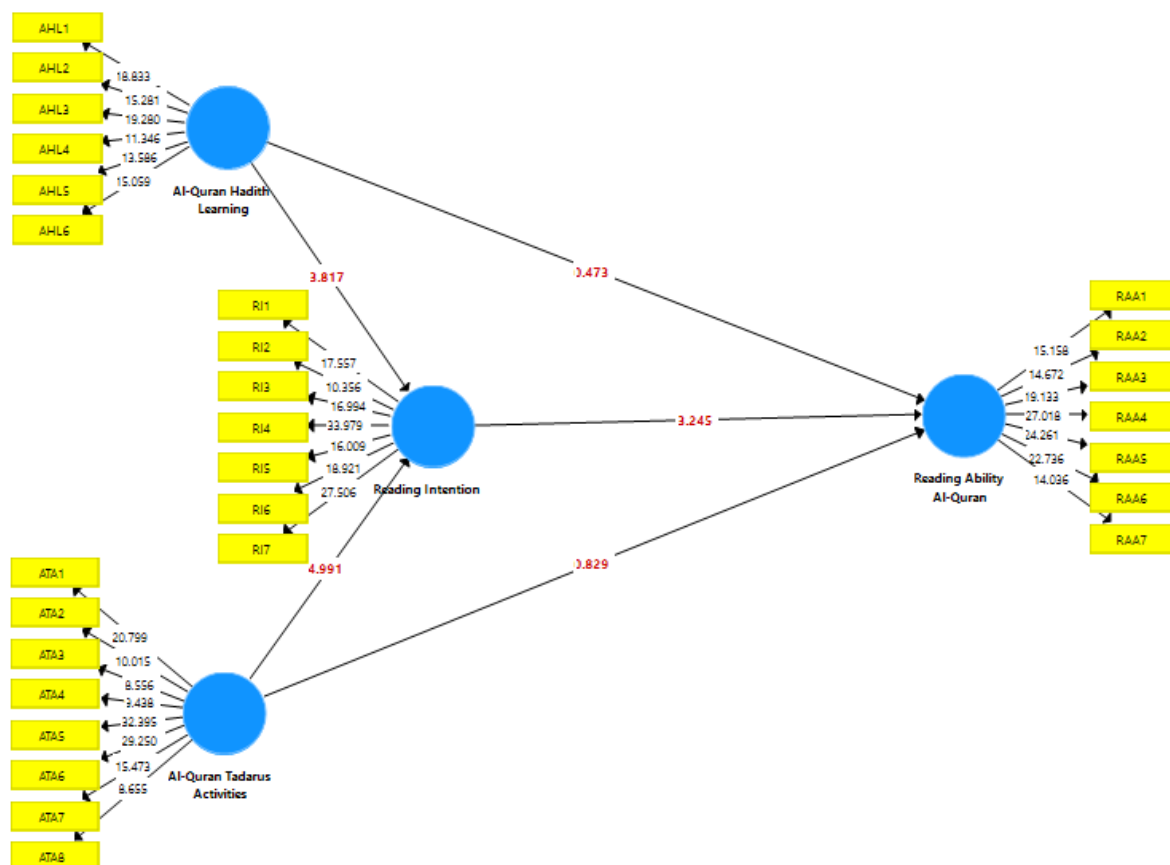 AHL1
AHL2
AHL3
AHL4
AHL5
AHL6
18.833
15.281
19.280
11.346
13.586
15.059
Al-Quran Hadith
Learning
3.817
0.473
RI1
RI2
RI3
RI4
RI5
RI6
RI7
17.557
10.356
16.994
33.979
16.009
18.921
27.506
Reading Intention
3.245
4.991
0.829
RAA1
RAA2
RAA3
RAA4
RAA5
RAA6
RAA7
15.158
14.672
19.133
27.018
24.261
22.736
14.036
Reading Ability
Al-Quran
ATA1
ATA2
ATA3
ATA4
ATA5
ATA6
ATA7
ATA8
20.799
10.015
8.556
32.395
29.250
15.473
8.655
Al-Quran Tadarus
Activities